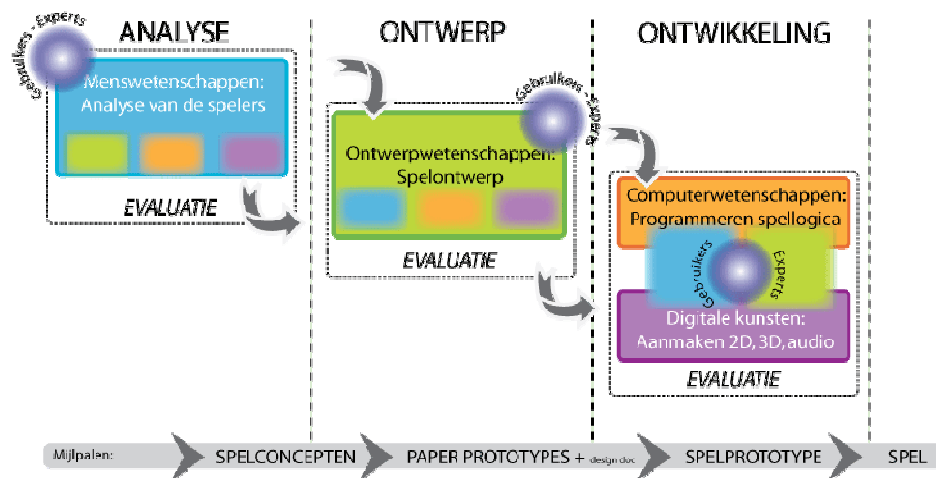 ANALYSE
ONTWERP
ONTWIKKELING
Gebruikers - Experts
Menswetenschappen:
Analyse van de spelers
EVALUATIE
Gebruikers - Experts
Ontwerpwetenschappen:
Spelontwerp
EVALUATIE
Computerwetenschappen:
Programmeren spellogica
Gebruikers
Experts
Digitale kunsten:
Aanmaken 2D, 3D, audio
EVALUATIE
Mijlpalen:
SPELCONCEPTEN
PAPER PROTOTYPES + design doc
SPELPROTOTYPE
SPEL